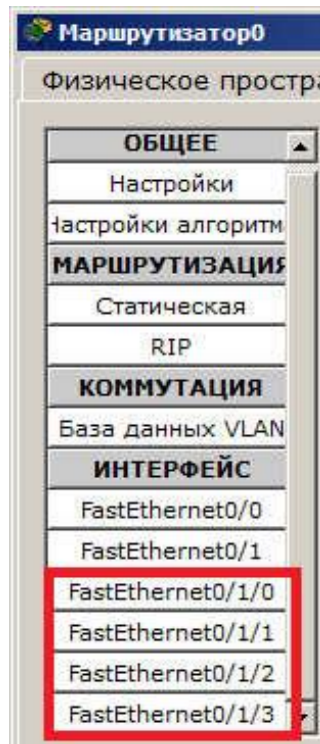 Маршрутизатор0
Физическое простра
ОБЩЕЕ
Настройки
Настройки алгоритм
МАРШРУТИЗАЦИЯ
Статическая
RIP
КОММУТАЦИЯ
База данных VLAN
ИНТЕРФЕЙС
FastEthernet0/0
FastEthernet0/1
FastEthernet0/1/0
FastEthernet0/1/1
FastEthernet0/1/2
FastEthernet0/1/3